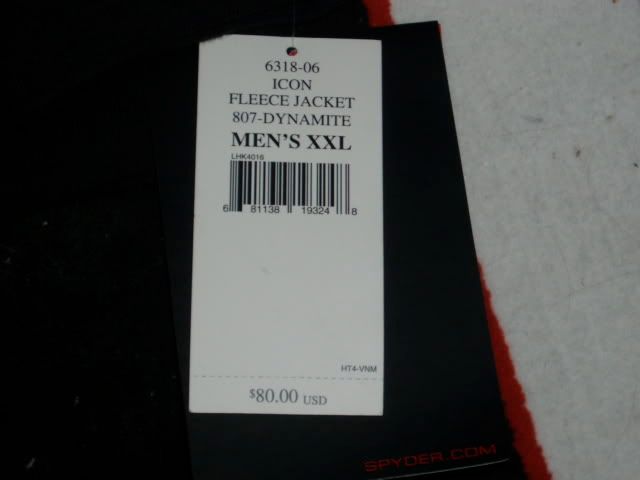 6318-06
ICON
FLEECE JACKET
807-DYNAMITE
MEN'S XXL
LHK4016
6 81138 19324 8
HT4-VNM
$80.00 USD
SPYDER.COM